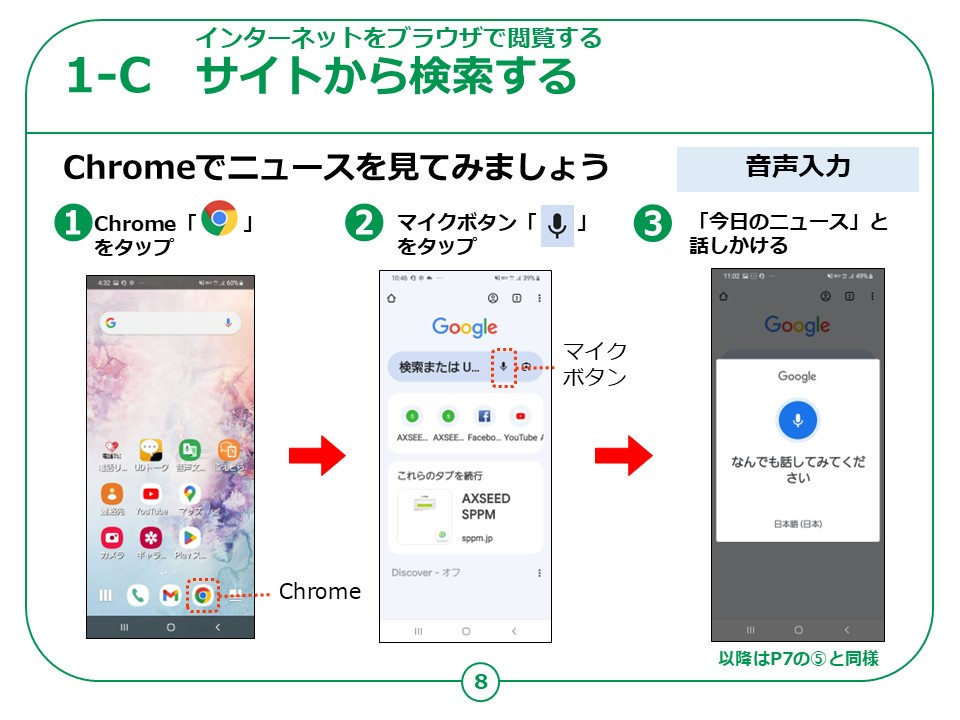 インターネットをブラウザで閲覧する
1-C サイトから検索する
Chromeでニュースを見てみましょう
音声入力
1 Chrome「 」
をタップ
2 マイクボタン「 」
をタップ
3 「今日のニュース」と
話しかける
4:32 60%
G
電話リ...
UDトーク
音声文...
連絡先
YouTube
マップ
カメラ
ギャラ...
Playス...
Chrome
10:46 39%
Google
検索または U...
マイク
ボタン
AXSEE... AXSEE... Facebo... YouTube
これらのタブを続行
AXSEED
SPPM
sppm.jp
Discover - オフ
11:02 49%
Google
Google
なんでも話してみてくだ
さい
日本語 (日本)
以降はP7の⑤と同様
8